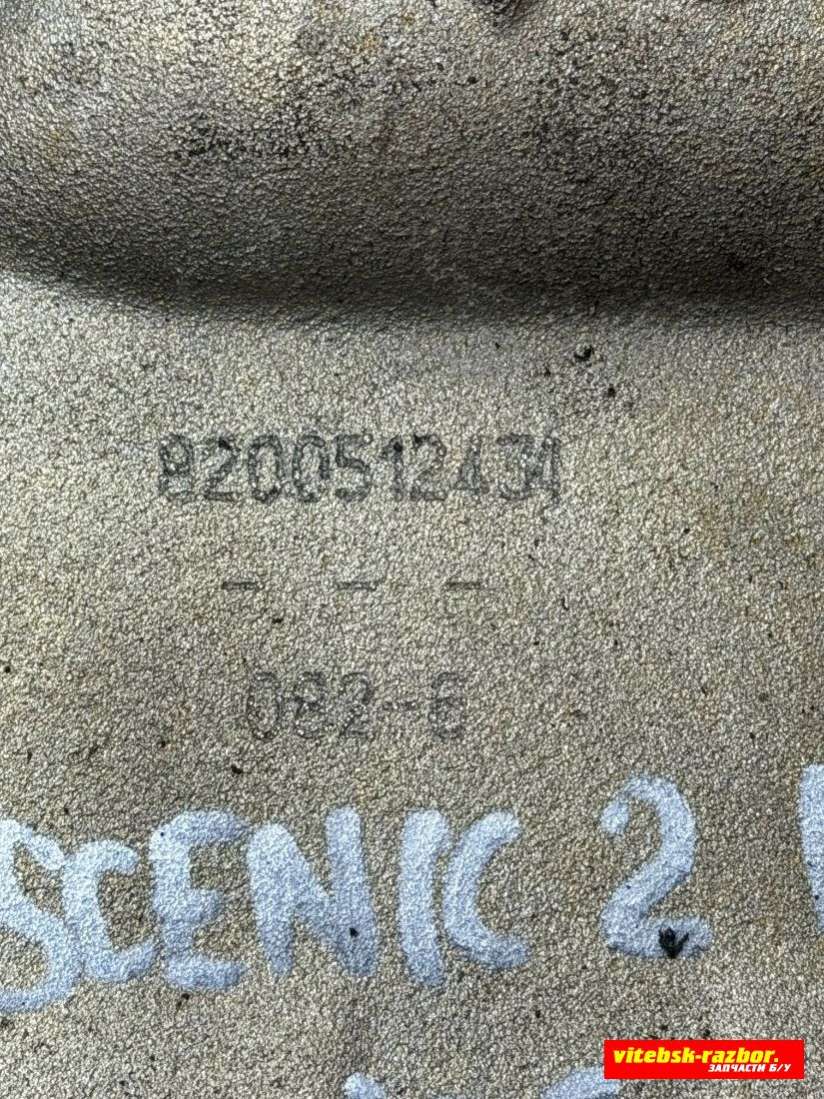 8200512434
- - -
082-6
SCENIC 2
vitebsk-razbor.
ЗАПЧАСТИ Б/У